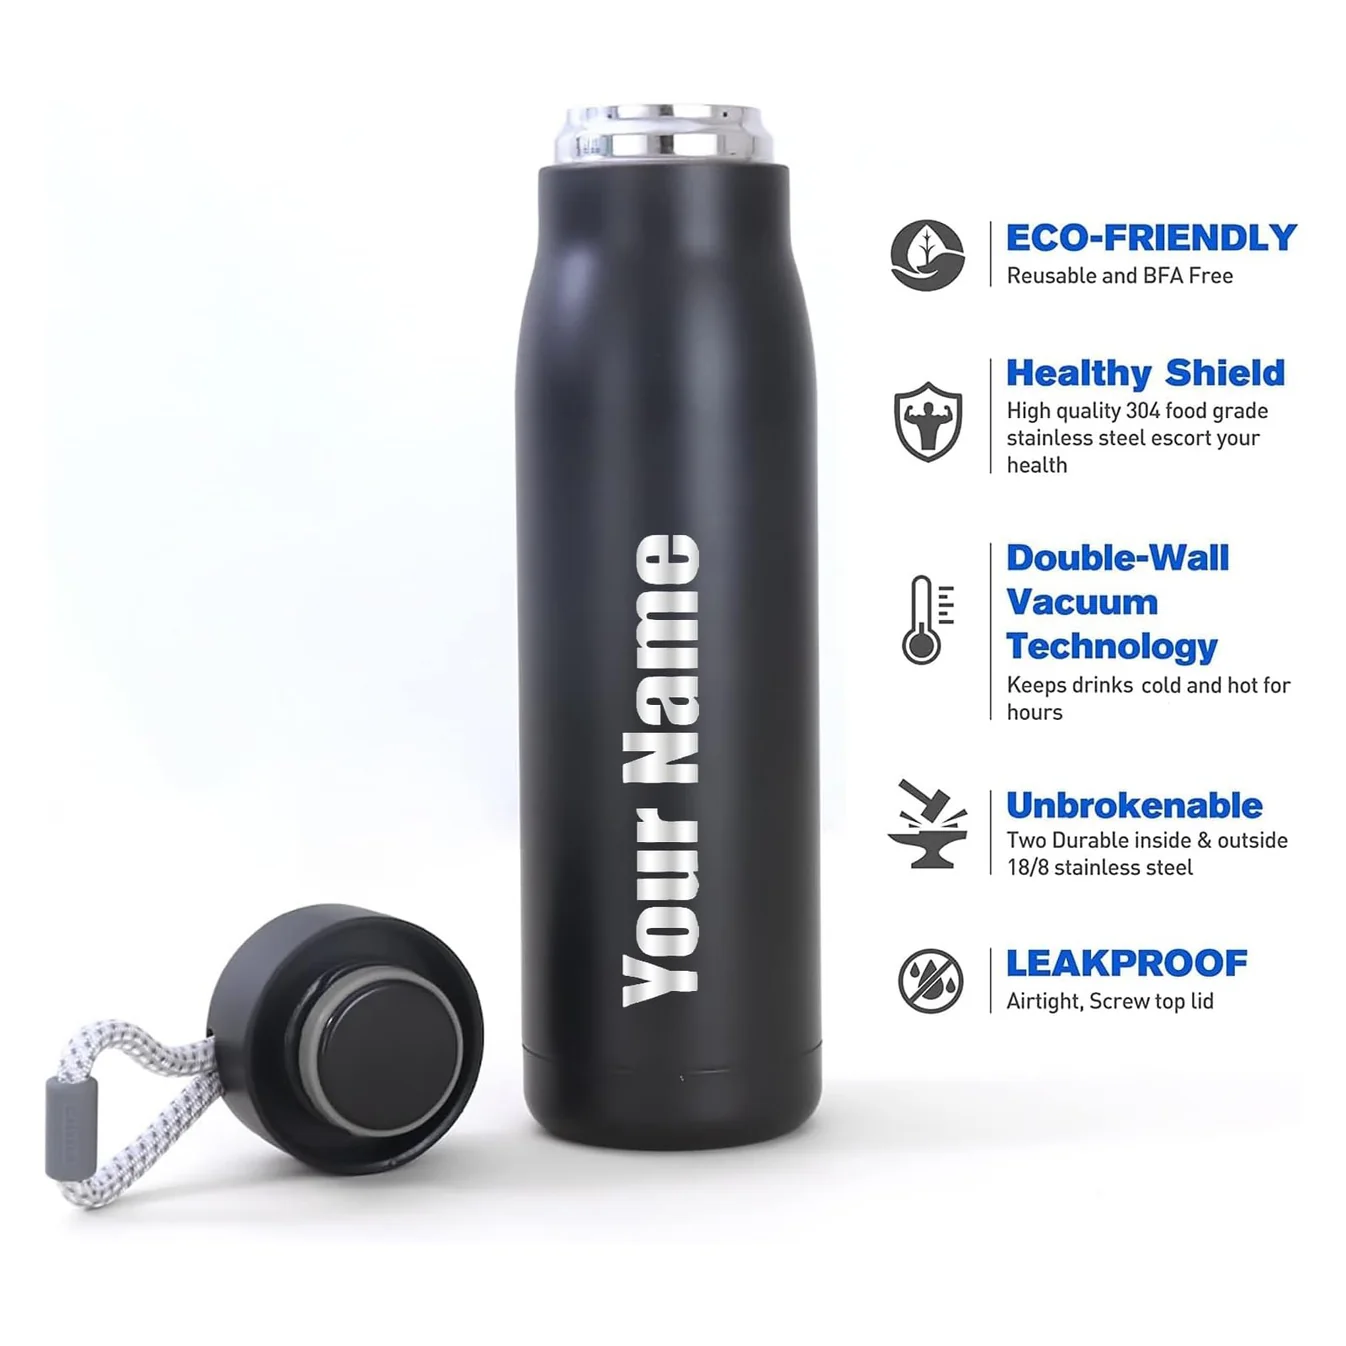 Your Name
ECO-FRIENDLY
Reusable and BFA Free
Healthy Shield
High quality 304 food grade
stainless steel escort your
health
Double-Wall
Vacuum
Technology
Keeps drinks cold and hot for
hours
Unbrokenable
Two Durable inside & outside
18/8 stainless steel
LEAKPROOF
Airtight, Screw top lid